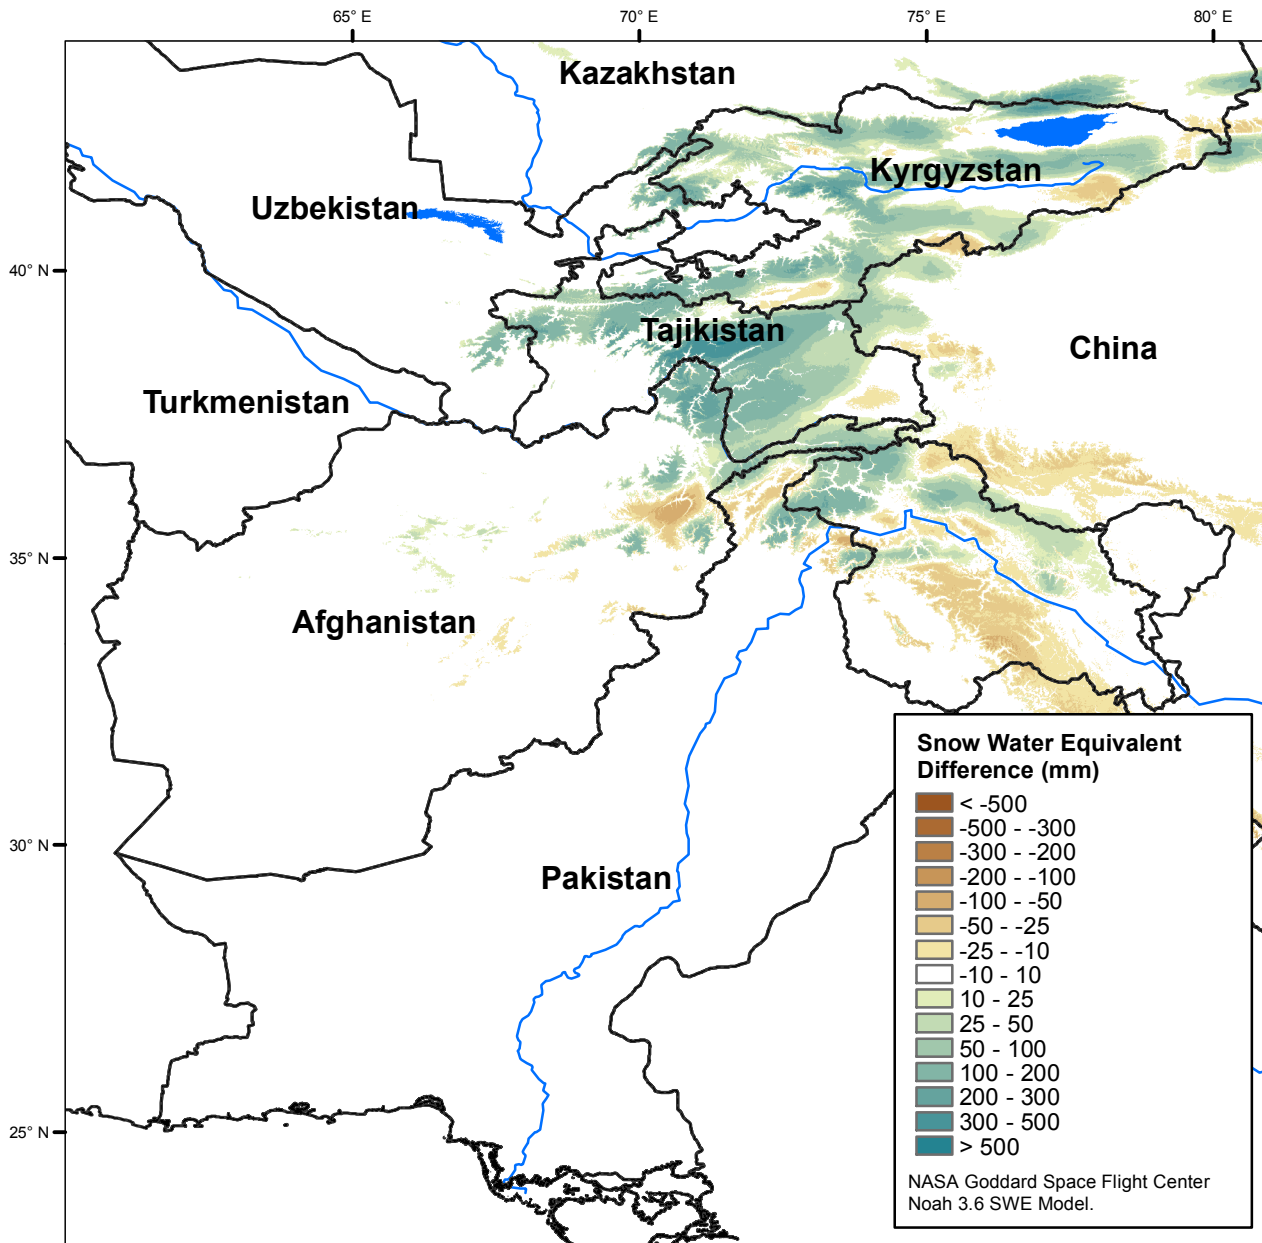 65° E
70° E
75° E
80° E
Kazakhstan
Kyrgyzstan
Uzbekistan
40° N
Tajikistan
China
Turkmenistan
35° N
Afghanistan
Snow Water Equivalent
Difference (mm)
< -500
-500 - -300
-300 - -200
-200 - -100
-100 - -50
-50 - -25
-25 - -10
-10 - 10
10 - 25
25 - 50
50 - 100
100 - 200
200 - 300
300 - 500
> 500
NASA Goddard Space Flight Center
Noah 3.6 SWE Model.
30° N
Pakistan
25° N